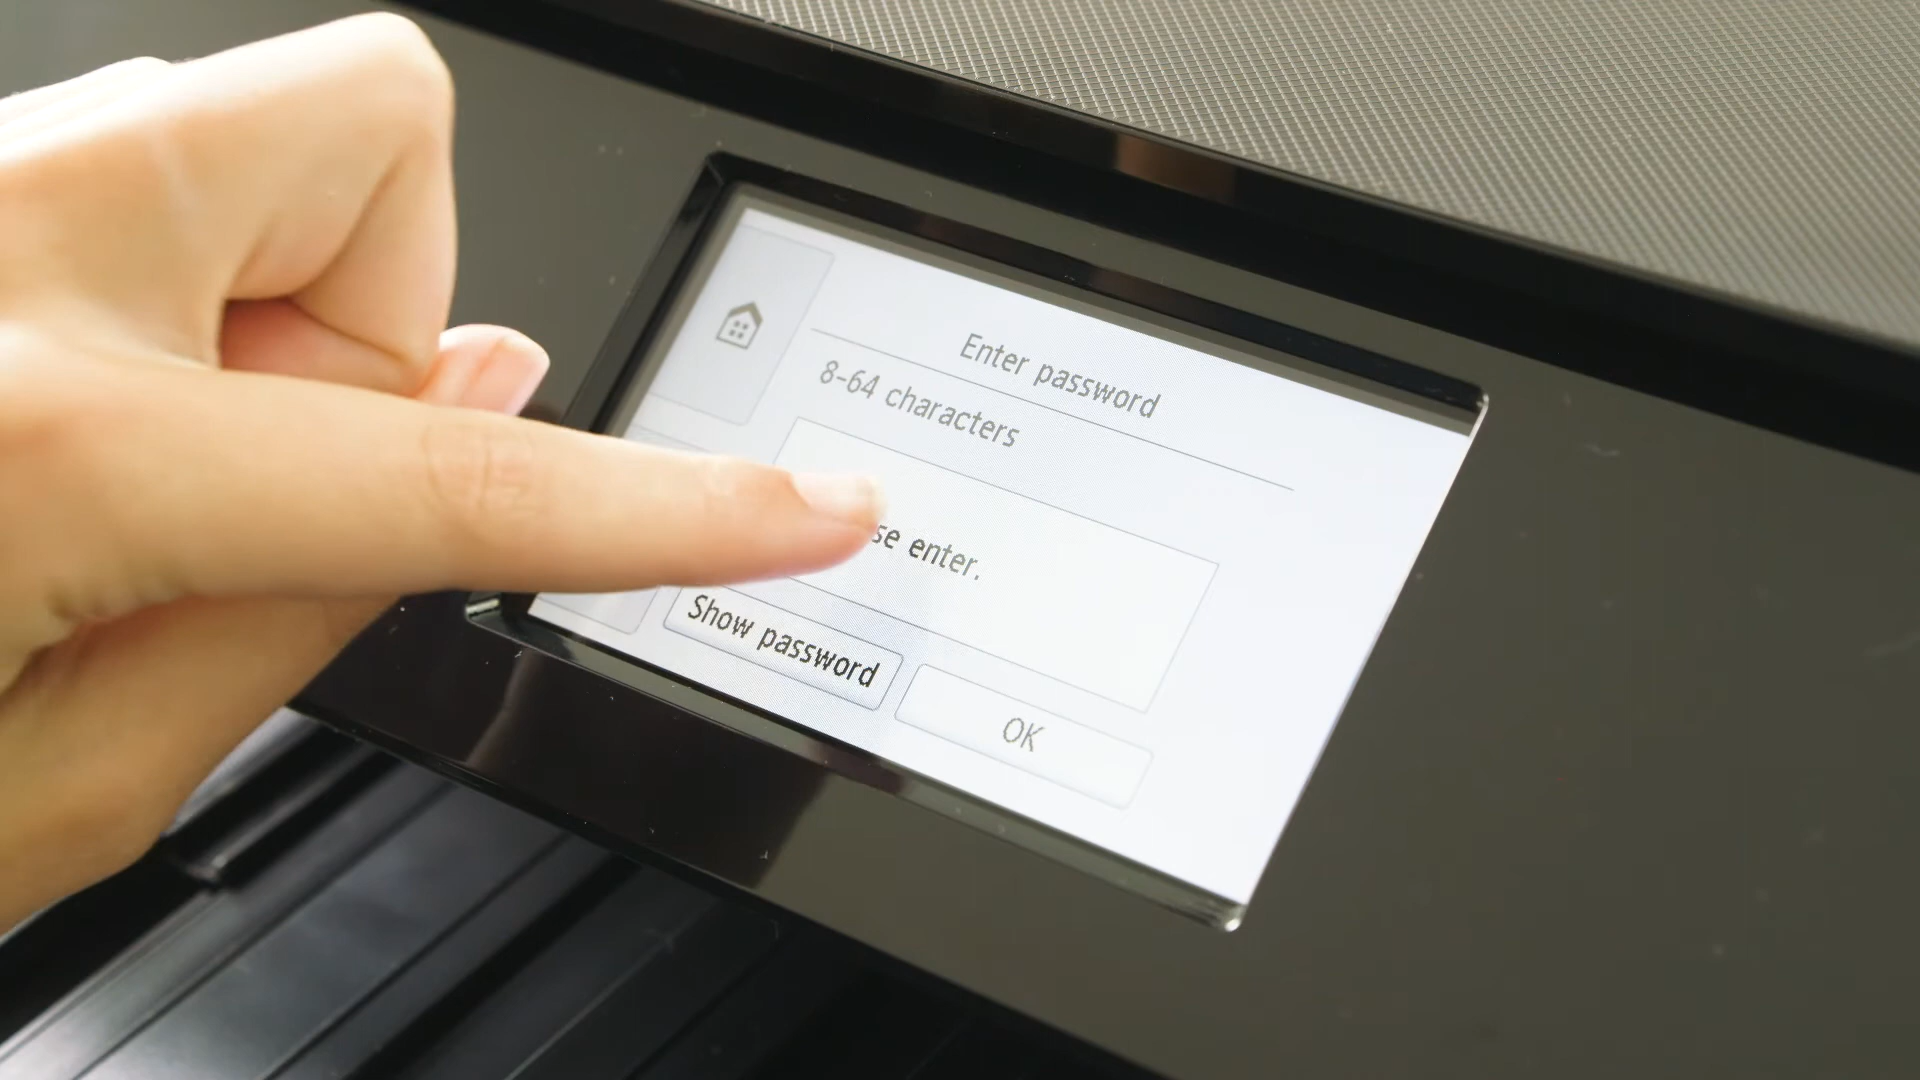 Enter password
8-64 characters
se enter.
Show password
OK